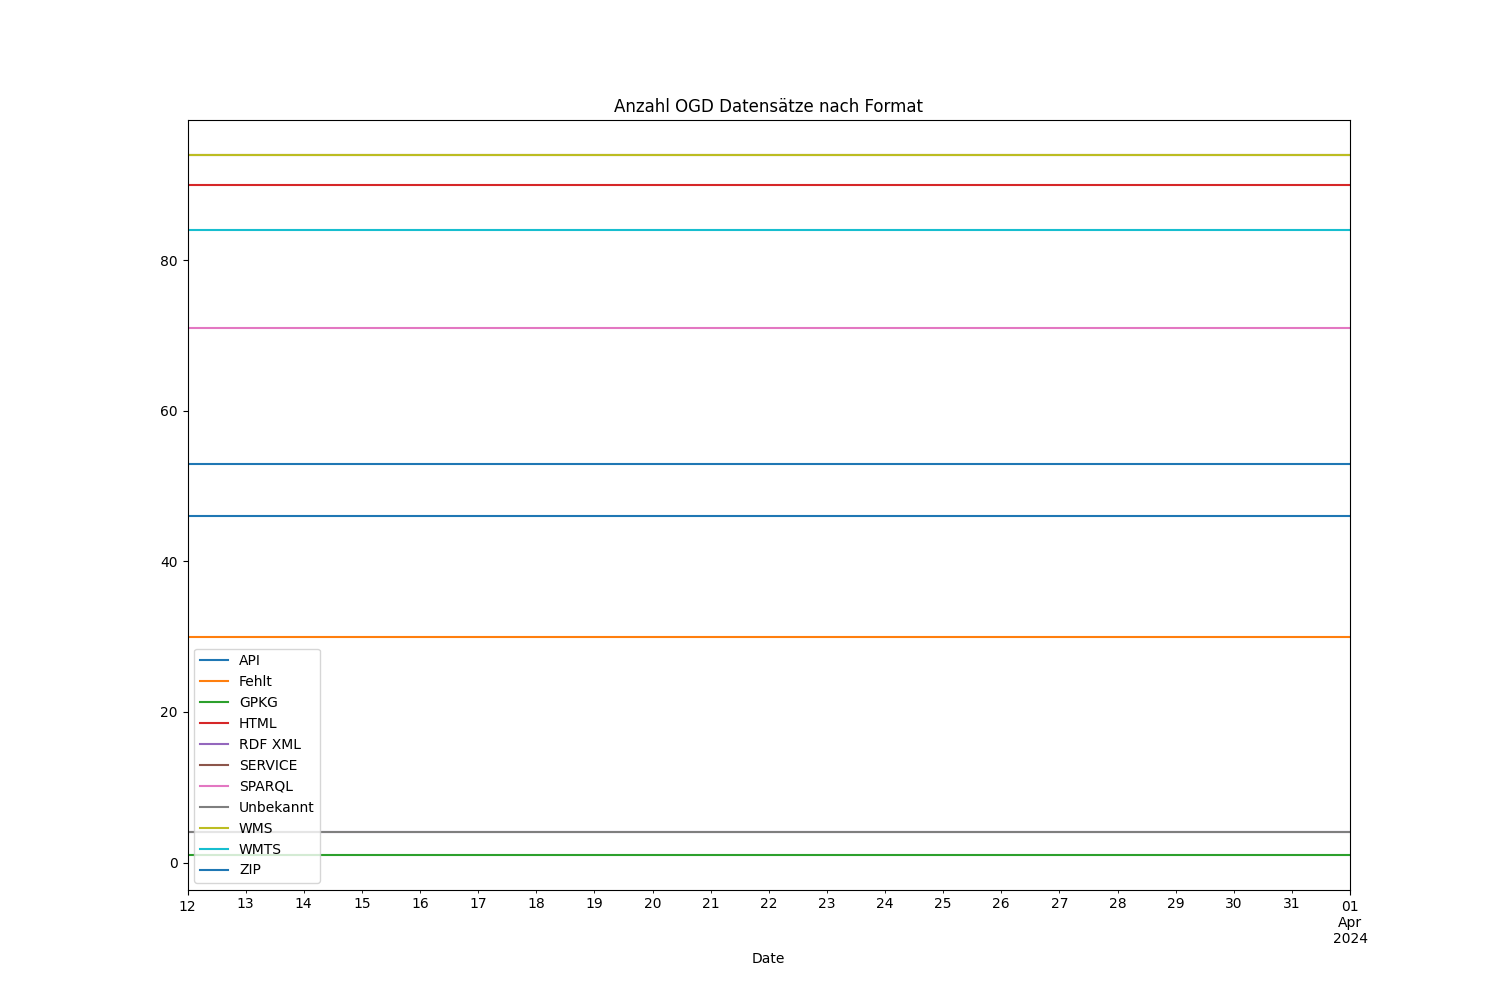 Anzahl OGD Datensätze nach Format
80
60
40
20
0
API
Fehlt
GPKG
HTML
RDF XML
SERVICE
SPARQL
Unbekannt
WMS
WMTS
ZIP
12 13 14 15 16 17 18 19 20 21 22 23 24 25 26 27 28 29 30 31 01
Apr
2024
Date